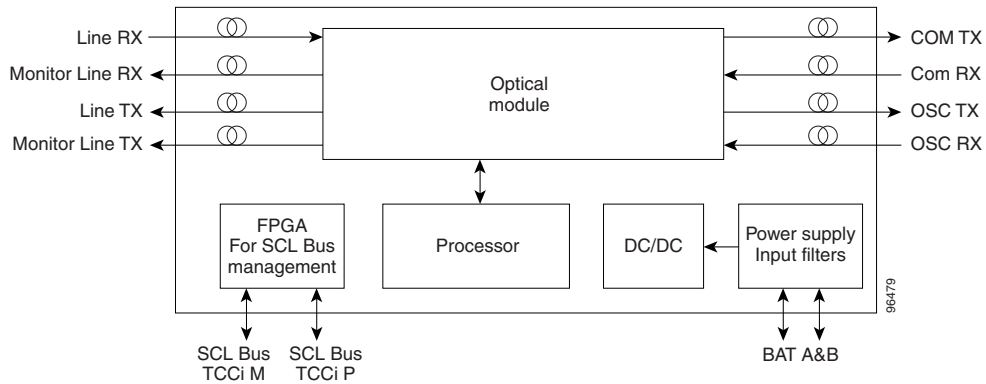 Line RX
Monitor Line RX
Line TX
Monitor Line TX
Optical
module
COM TX
Com RX
OSC TX
OSC RX
FPGA
For SCL Bus
management
Processor
DC/DC
Power supply
Input filters
96479
SCL Bus
TCCi M
SCL Bus
TCCi P
BAT A&B